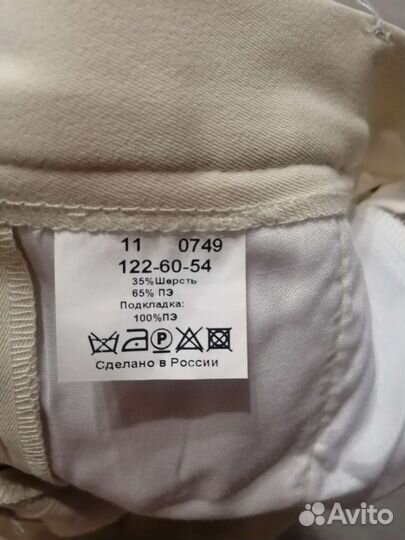 11 0749
122-60-54
35%Шерсть
65% ПЭ
Подкладка:
100%ПЭ
Сделано в России
Avito